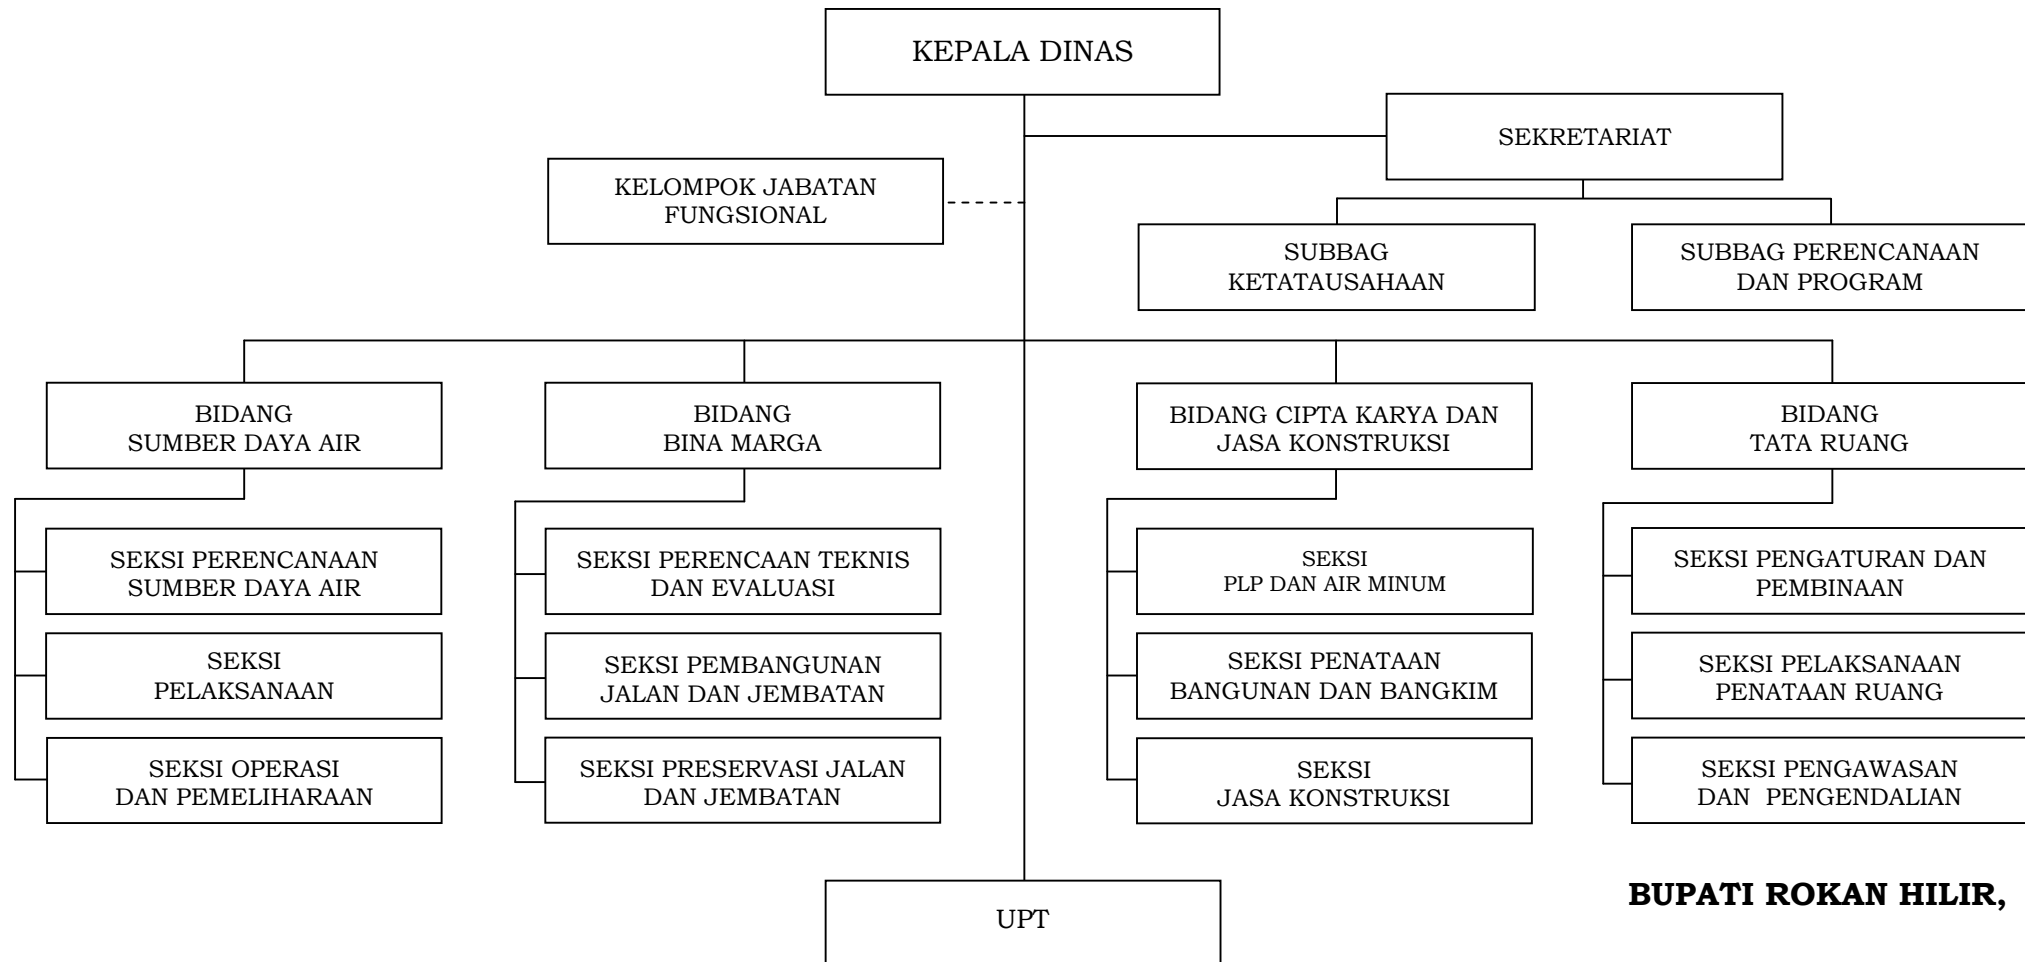 KEPALA DINAS
SEKRETARIAT
KELOMPOK JABATAN
FUNGSIONAL
SUBBAG
KETATAUSAHAAN
SUBBAG PERENCANAAN
DAN PROGRAM
BIDANG
SUMBER DAYA AIR
BIDANG
BINA MARGA
BIDANG CIPTA KARYA DAN
JASA KONSTRUKSI
BIDANG
TATA RUANG
SEKSI PERENCANAAN
SUMBER DAYA AIR
SEKSI PERENCAAN TEKNIS
DAN EVALUASI
SEKSI
PLP DAN AIR MINUM
SEKSI PENGATURAN DAN
PEMBINAAN
SEKSI
PELAKSANAAN
SEKSI PEMBANGUNAN
JALAN DAN JEMBATAN
SEKSI PENATAAN
BANGUNAN DAN BANGKIM
SEKSI PELAKSANAAN
PENATAAN RUANG
SEKSI OPERASI
DAN PEMELIHARAAN
SEKSI PRESERVASI JALAN
DAN JEMBATAN
SEKSI
JASA KONSTRUKSI
SEKSI PENGAWASAN
DAN  PENGENDALIAN
UPT
BUPATI ROKAN HILIR,